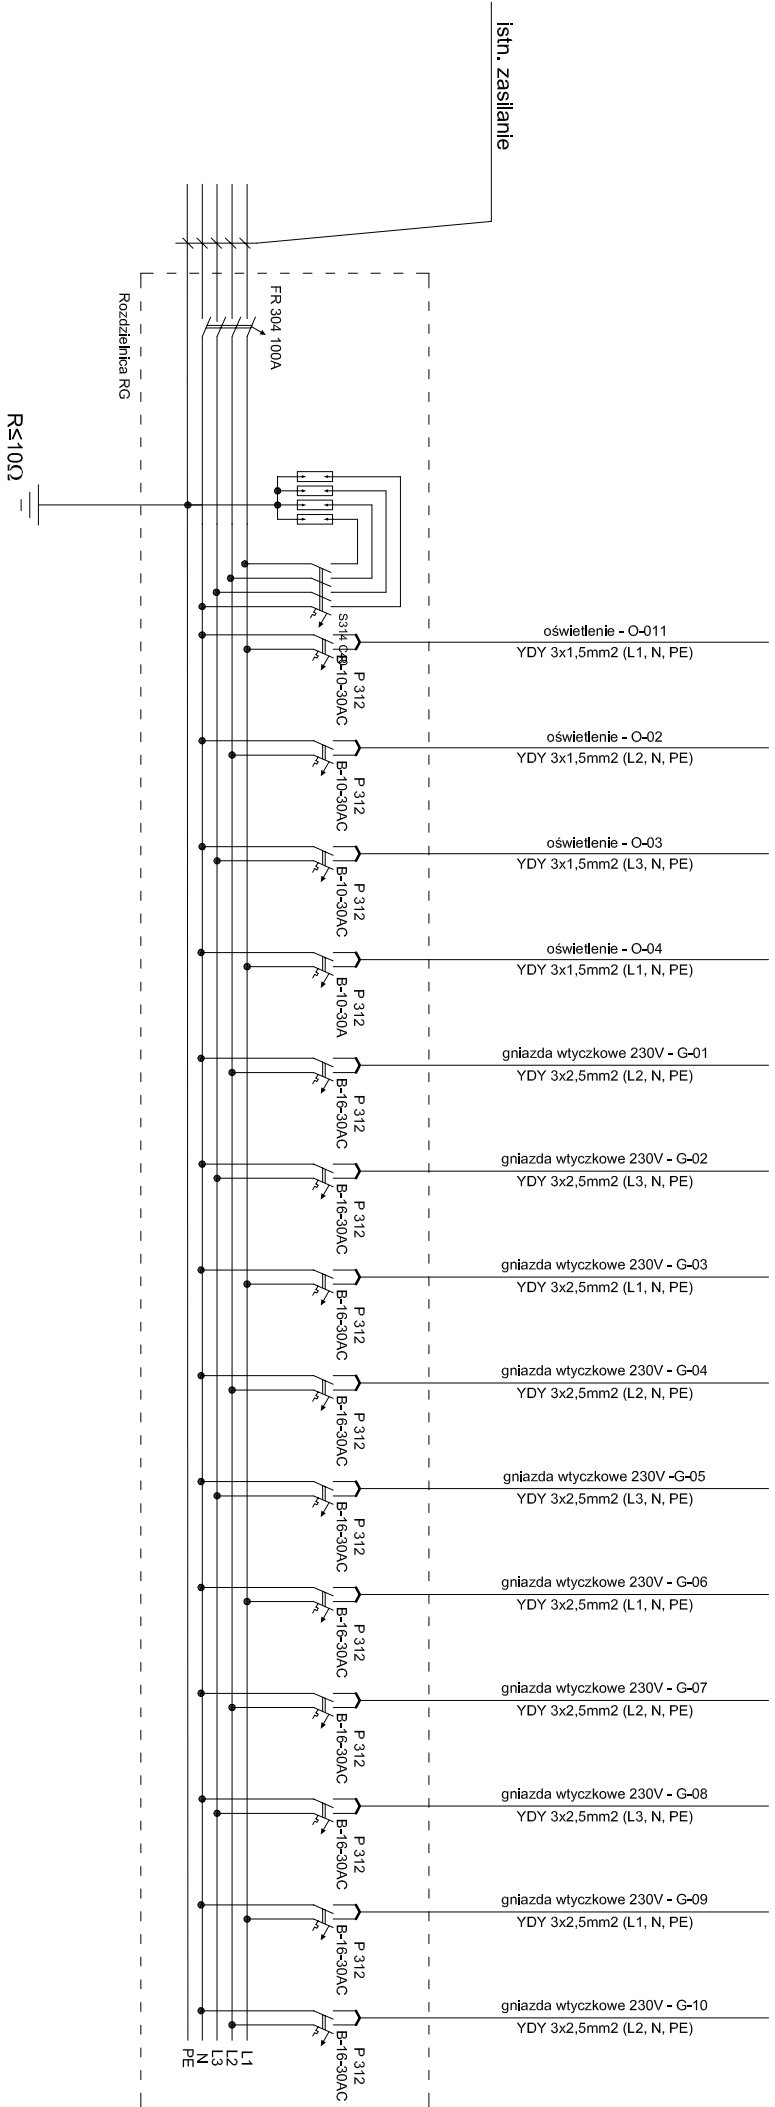 istn. zasilanie
FR 304 100A
Rozdzielnica RG
R≤10Ω
S314
oświetlenie - O-011
YDY 3x1,5mm2 (L1, N, PE)
P 312
B-10-30AC
oświetlenie - O-02
YDY 3x1,5mm2 (L2, N, PE)
P 312
B-10-30AC
oświetlenie - O-03
YDY 3x1,5mm2 (L3, N, PE)
P 312
B-10-30AC
oświetlenie - O-04
YDY 3x1,5mm2 (L1, N, PE)
P 312
B-10-30A
gniazda wtyczkowe 230V - G-01
YDY 3x2,5mm2 (L2, N, PE)
P 312
B-16-30AC
gniazda wtyczkowe 230V - G-02
YDY 3x2,5mm2 (L3, N, PE)
P 312
B-16-30AC
gniazda wtyczkowe 230V - G-03
YDY 3x2,5mm2 (L1, N, PE)
P 312
B-16-30AC
gniazda wtyczkowe 230V - G-04
YDY 3x2,5mm2 (L2, N, PE)
P 312
B-16-30AC
gniazda wtyczkowe 230V -G-05
YDY 3x2,5mm2 (L3, N, PE)
P 312
B-16-30AC
gniazda wtyczkowe 230V - G-06
YDY 3x2,5mm2 (L1, N, PE)
P 312
B-16-30AC
gniazda wtyczkowe 230V - G-07
YDY 3x2,5mm2 (L2, N, PE)
P 312
B-16-30AC
gniazda wtyczkowe 230V - G-08
YDY 3x2,5mm2 (L3, N, PE)
P 312
B-16-30AC
gniazda wtyczkowe 230V - G-09
YDY 3x2,5mm2 (L1, N, PE)
P 312
B-16-30AC
gniazda wtyczkowe 230V - G-10
YDY 3x2,5mm2 (L2, N, PE)
P 312
B-16-30AC
L1
L2
L3
N
PE